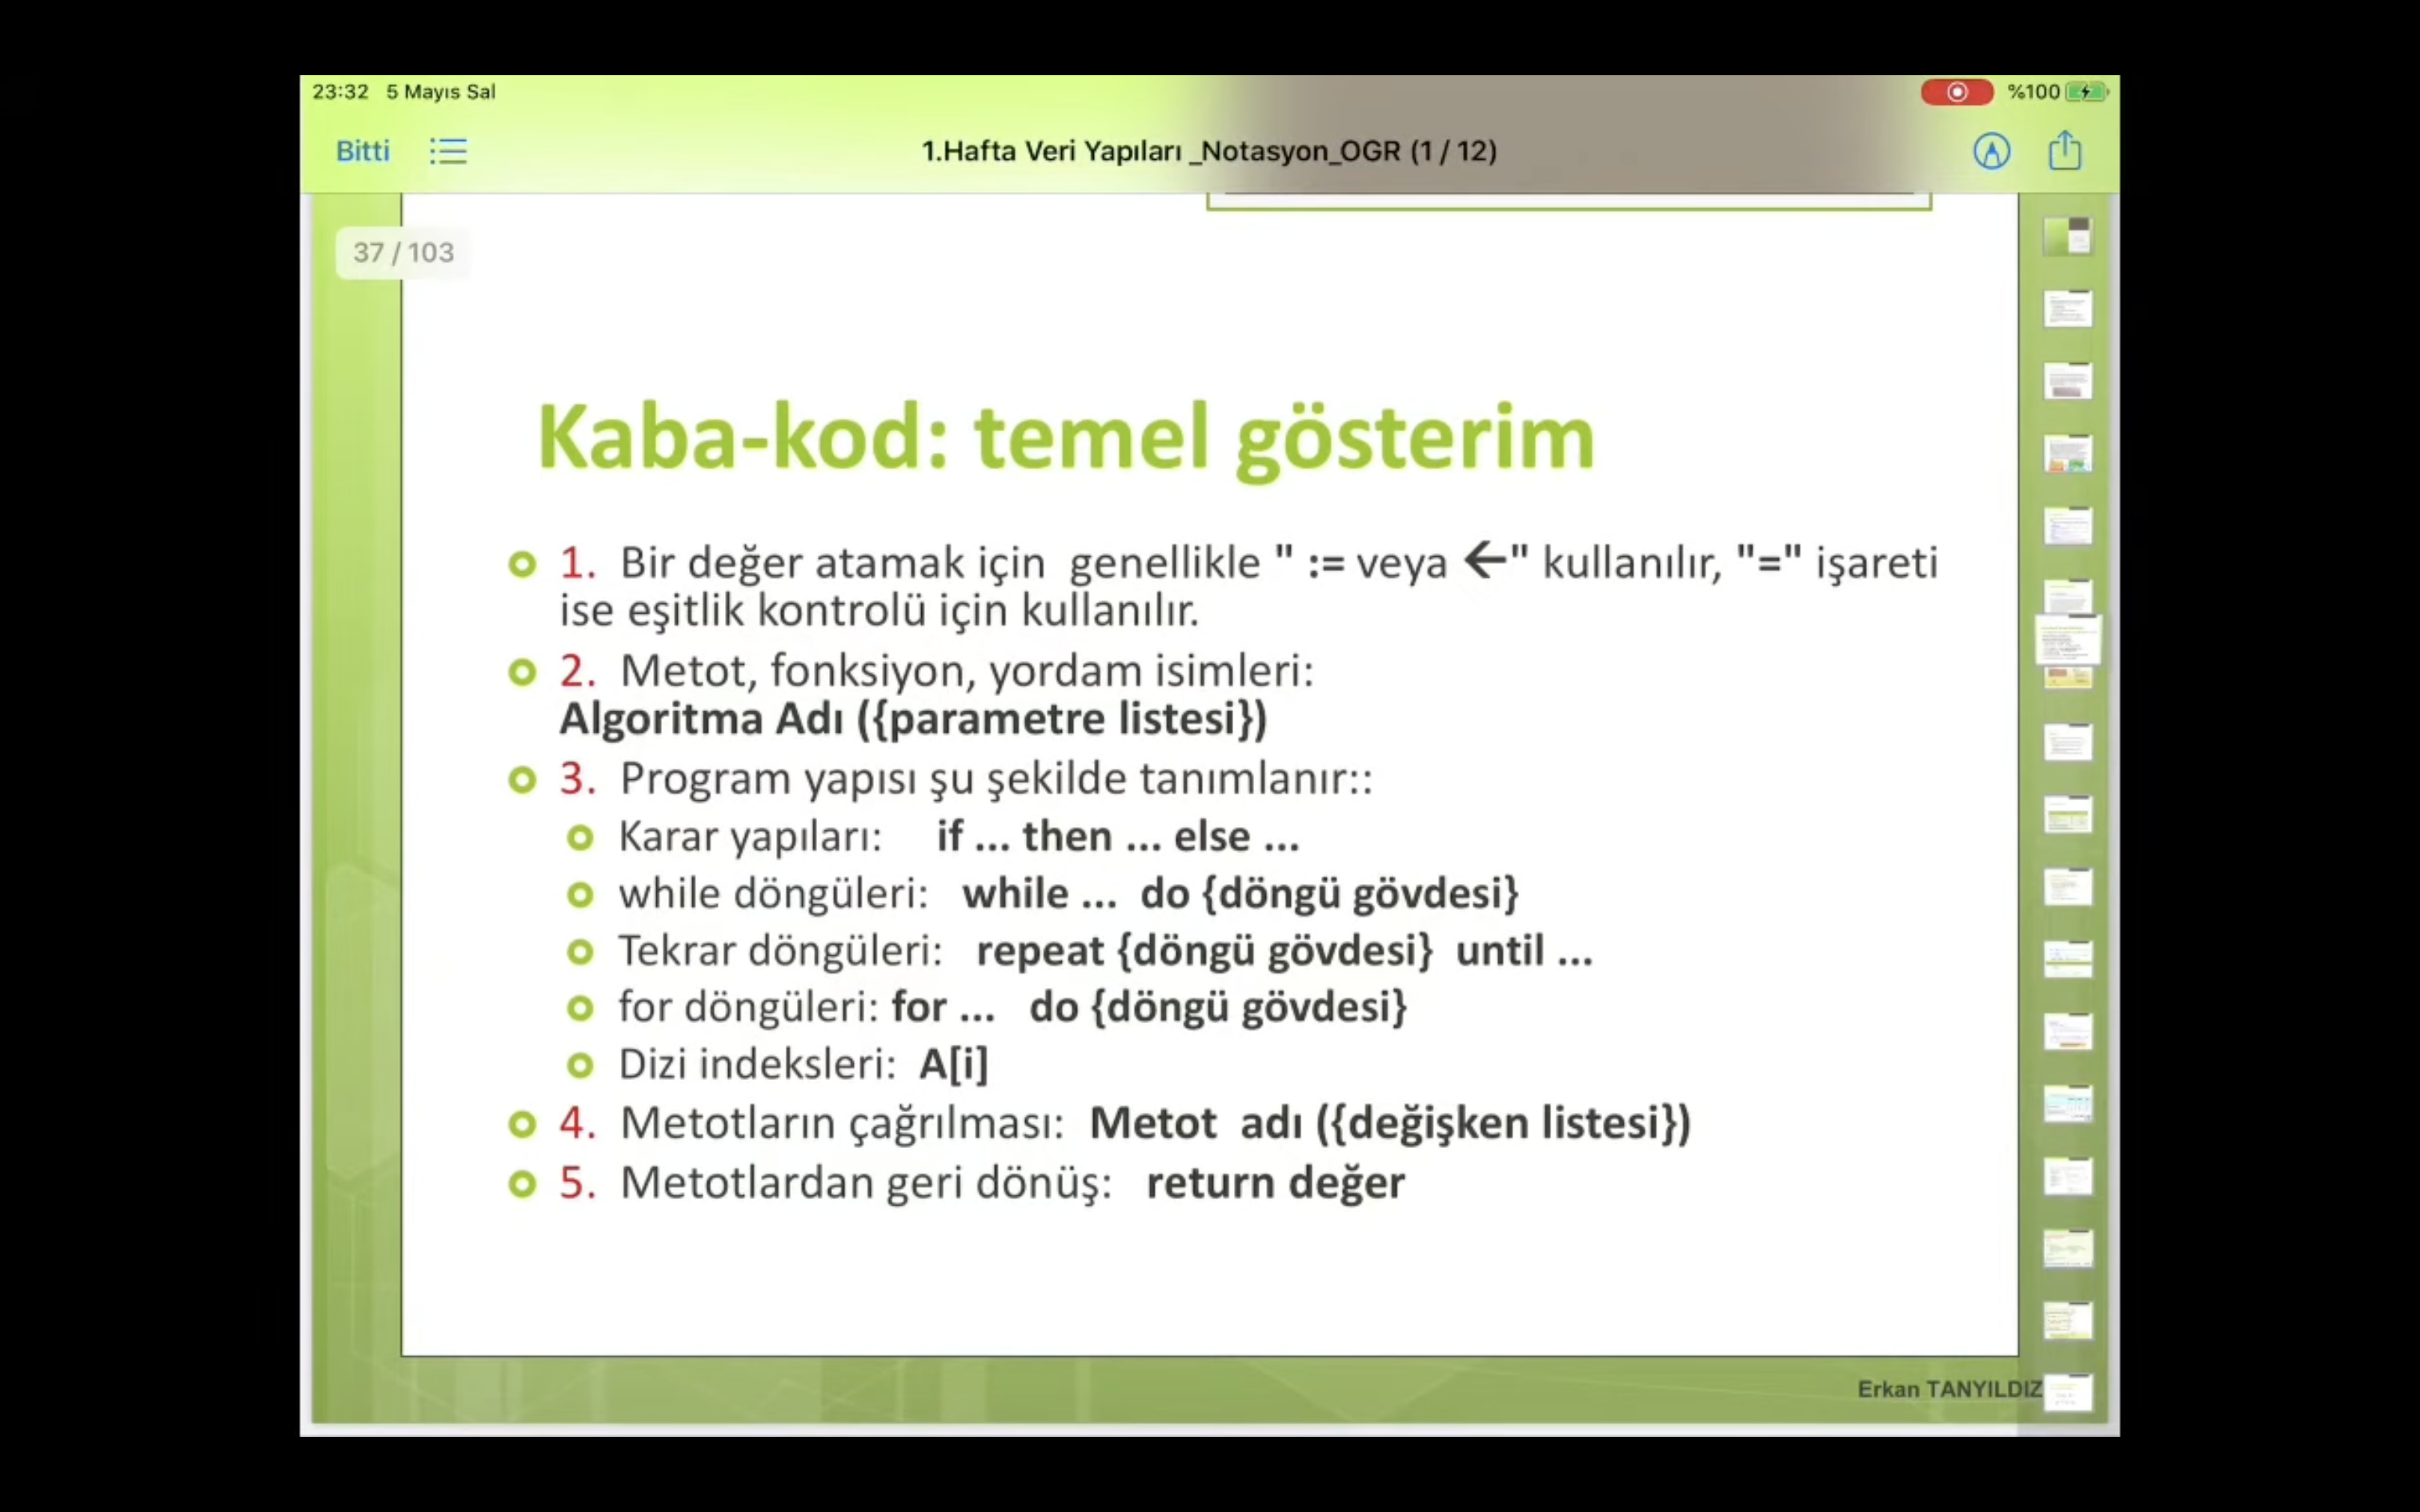 23:32 5 Mayıs Sal
%100
Bitti
1.Hafta Veri Yapıları _Notasyon_OGR (1 / 12)
37 / 103
Kaba-kod: temel gösterim
1. Bir değer atamak için genellikle " := veya ←" kullanılır, "=" işareti
ise eşitlik kontrolü için kullanılır.
2. Metot, fonksiyon, yordam isimleri:
Algoritma Adı ({parametre listesi})
3. Program yapısı şu şekilde tanımlanır::
Karar yapıları: if ... then ... else ...
while döngüleri: while ... do {döngü gövdesi}
Tekrar döngüleri: repeat {döngü gövdesi} until ...
for döngüleri: for ... do {döngü gövdesi}
Dizi indeksleri: A[i]
4. Metotların çağrılması: Metot adı ({değişken listesi})
5. Metotlardan geri dönüş: return değer
Erkan TANYILDIZ